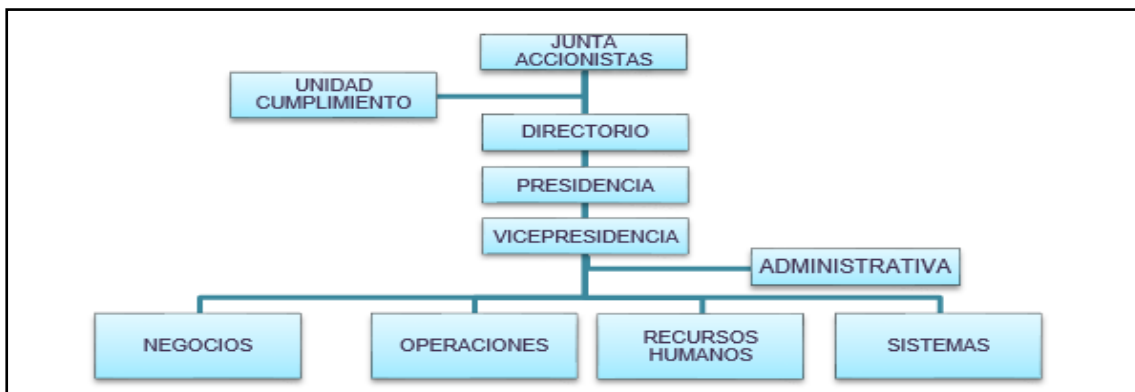 JUNTA
ACCIONISTAS
UNIDAD
CUMPLIMIENTO
DIRECTORIO
PRESIDENCIA
VICEPRESIDENCIA
ADMINISTRATIVA
NEGOCIOS
OPERACIONES
RECURSOS
HUMANOS
SISTEMAS